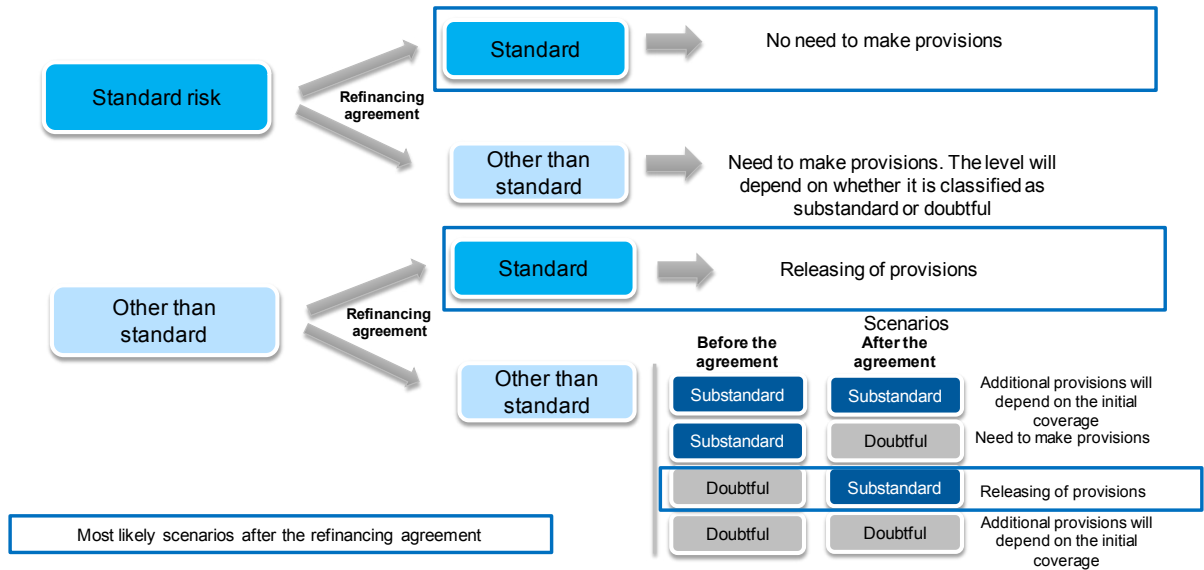 Standard risk
Refinancing
agreement
Standard
No need to make provisions
Other than
standard
Need to make provisions. The level will
depend on whether it is classified as
substandard or doubtful
Other than
standard
Refinancing
agreement
Standard
Releasing of provisions
Other than
standard
Scenarios
Before the
agreement
After the
agreement
Substandard
Substandard
Additional provisions will
depend on the initial
coverage
Substandard
Doubtful
Need to make provisions
Doubtful
Substandard
Releasing of provisions
Doubtful
Doubtful
Additional provisions will
depend on the initial
coverage
Most likely scenarios after the refinancing agreement